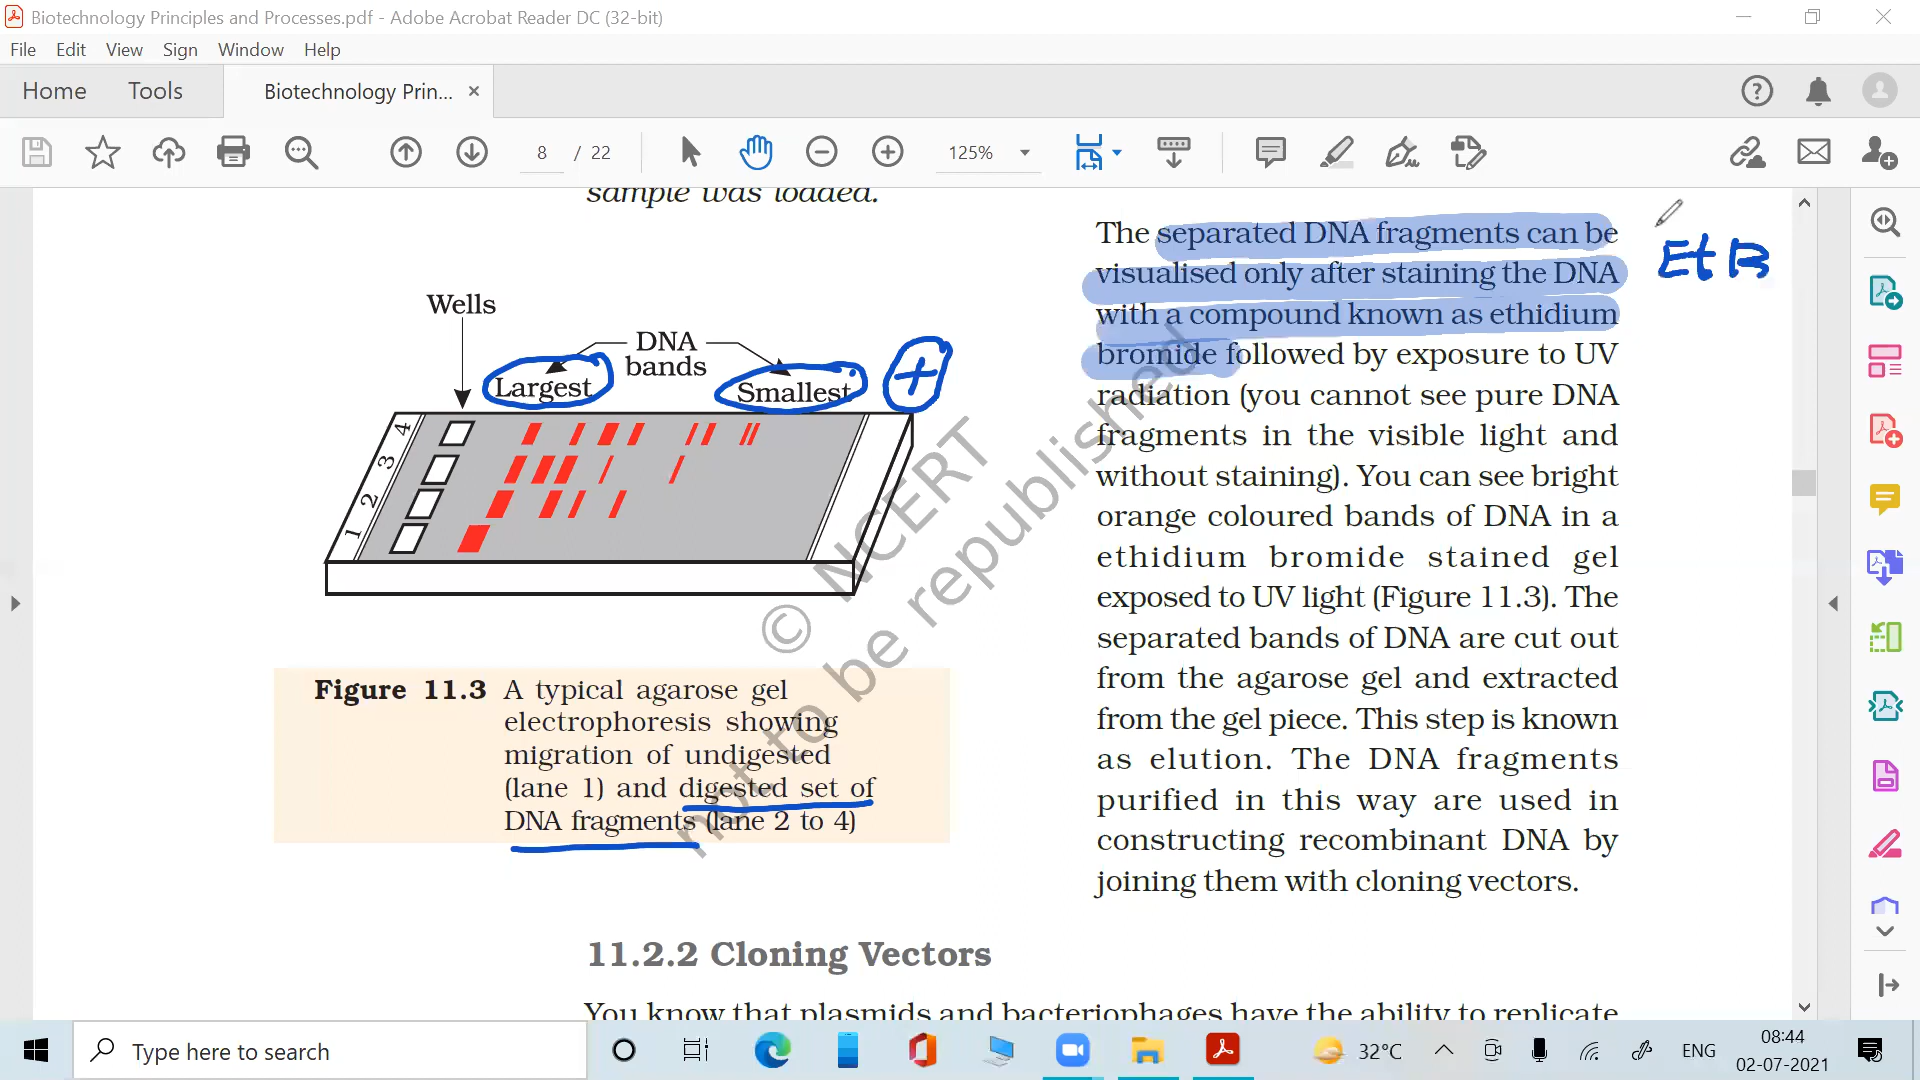 Biotechnology Principles and Processes.pdf - Adobe Acrobat Reader DC (32-bit)
File Edit View Sign Window Help
Home Tools Biotechnology Prin... ×
8 / 22 125%
sample was loaded.
Wells
DNA
bands
Largest
Smallest
+
4
3
2
1
© NCERT
not to be republished
Figure 11.3 A typical agarose gel
electrophoresis showing
migration of undigested
(lane 1) and digested set of
DNA fragments (lane 2 to 4)
The separated DNA fragments can be
visualised only after staining the DNA
with a compound known as ethidium
bromide followed by exposure to UV
radiation (you cannot see pure DNA
fragments in the visible light and
without staining). You can see bright
orange coloured bands of DNA in a
ethidium bromide stained gel
exposed to UV light (Figure 11.3). The
separated bands of DNA are cut out
from the agarose gel and extracted
from the gel piece. This step is known
as elution. The DNA fragments
purified in this way are used in
constructing recombinant DNA by
joining them with cloning vectors.
EtB
11.2.2 Cloning Vectors
You know that plasmids and bacteriophages have the ability to replicate
Type here to search
32°C
ENG
08:44
02-07-2021